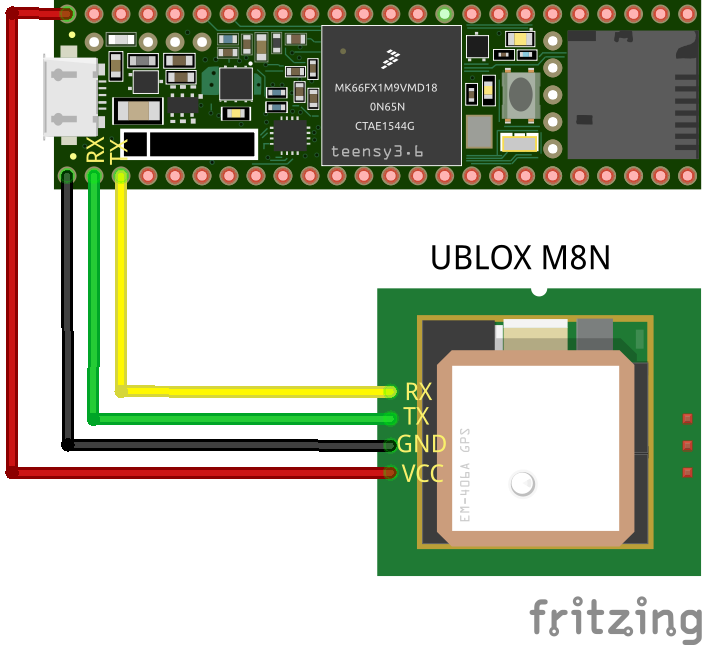 MK66FX1M9VMD18
0N65N
CTAE1544G
teensy3.6
RX
TX
UBLOX M8N
RX
TX
GND
VCC
EM-406A GPS
fritzing